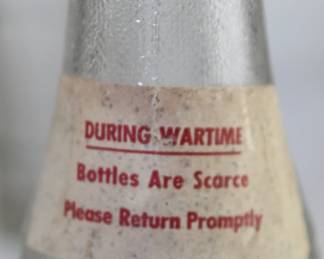 DURING WARTIME
Bottles Are Scarce
Please Return Promptly